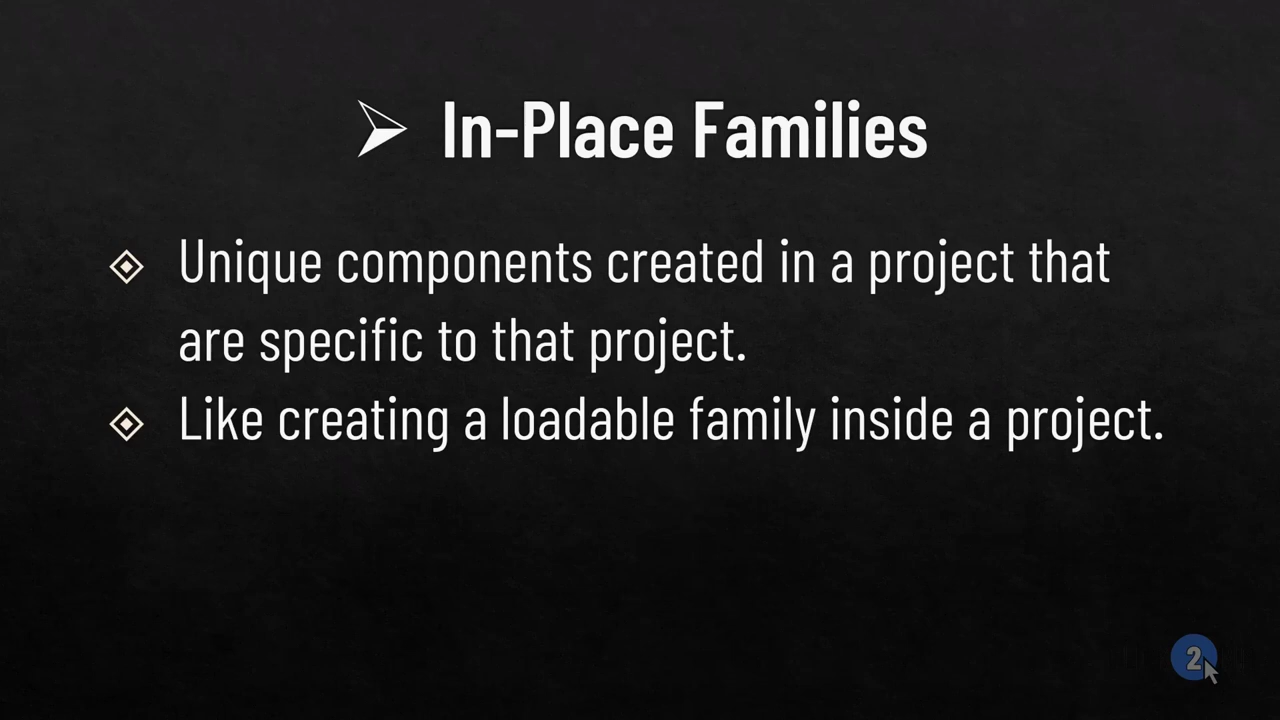 In-Place Families
Unique components created in a project that
are specific to that project.
Like creating a loadable family inside a project.
2